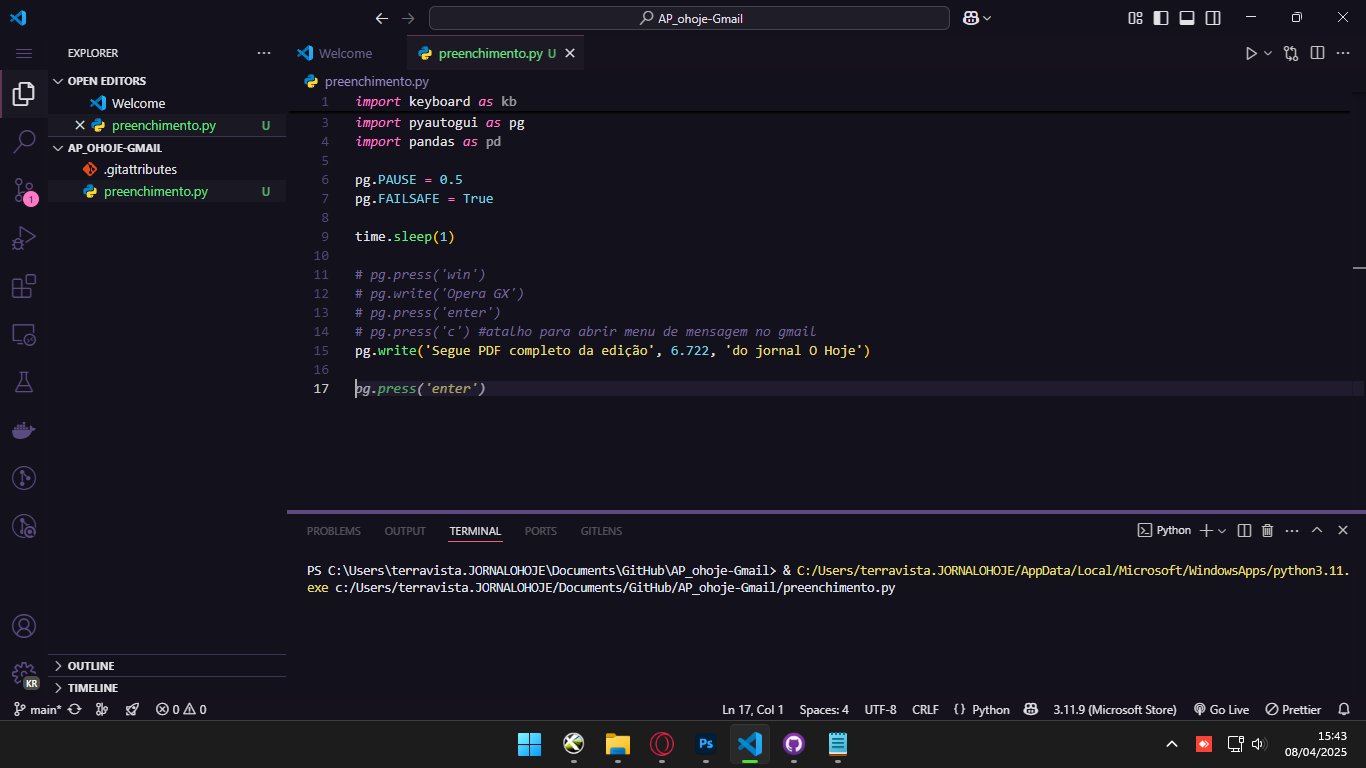 AP_ohoje-Gmail
EXPLORER
Welcome
preenchimento.py U
OPEN EDITORS
Welcome
preenchimento.py U
AP_OHOJE-GMAIL
.gitattributes
preenchimento.py U
1
preenchimento.py
1 import keyboard as kb
3 import pyautogui as pg
4 import pandas as pd
5
6 pg.PAUSE = 0.5
7 pg.FAILSAFE = True
8
9 time.sleep(1)
10
11 # pg.press('win')
12 # pg.write('Opera GX')
13 # pg.press('enter')
14 # pg.press('c') #atalho para abrir menu de mensagem no gmail
15 pg.write('Segue PDF completo da edição', 6.722, 'do jornal O Hoje')
16
17 pg.press('enter')
PROBLEMS OUTPUT TERMINAL PORTS GITLENS
Python
PS C:\Users\terravista.JORNALOHOJE\Documents\GitHub\AP_ohoje-Gmail> & C:/Users/terravista.JORNALOHOJE/AppData/Local/Microsoft/WindowsApps/python3.11.
exe c:/Users/terravista.JORNALOHOJE/Documents/GitHub/AP_ohoje-Gmail/preenchimento.py
OUTLINE
TIMELINE
KR
main* 0 0
Ln 17, Col 1 Spaces: 4 UTF-8 CRLF {} Python 3.11.9 (Microsoft Store) Go Live Prettier
Ps
15:43
08/04/2025